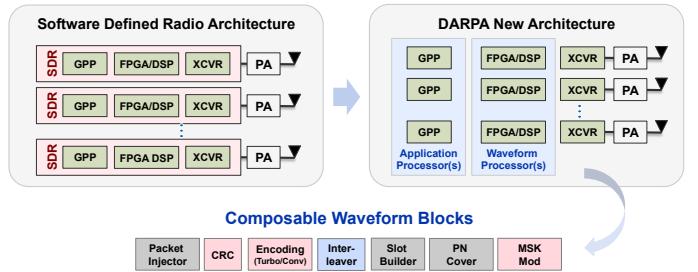 Software Defined Radio Architecture
SDR GPP FPGA/DSP XCVR PA
SDR GPP FPGA/DSP XCVR PA
SDR GPP FPGA DSP XCVR PA
DARPA New Architecture
GPP FPGA/DSP XCVR PA
GPP FPGA/DSP XCVR PA
GPP FPGA/DSP XCVR PA
Application Waveform
Processor(s) Processor(s)
Composable Waveform Blocks
Packet
Injector
CRC
Encoding
(Turbo/Conv)
Inter-
leaver
Slot
Builder
PN
Cover
MSK
Mod